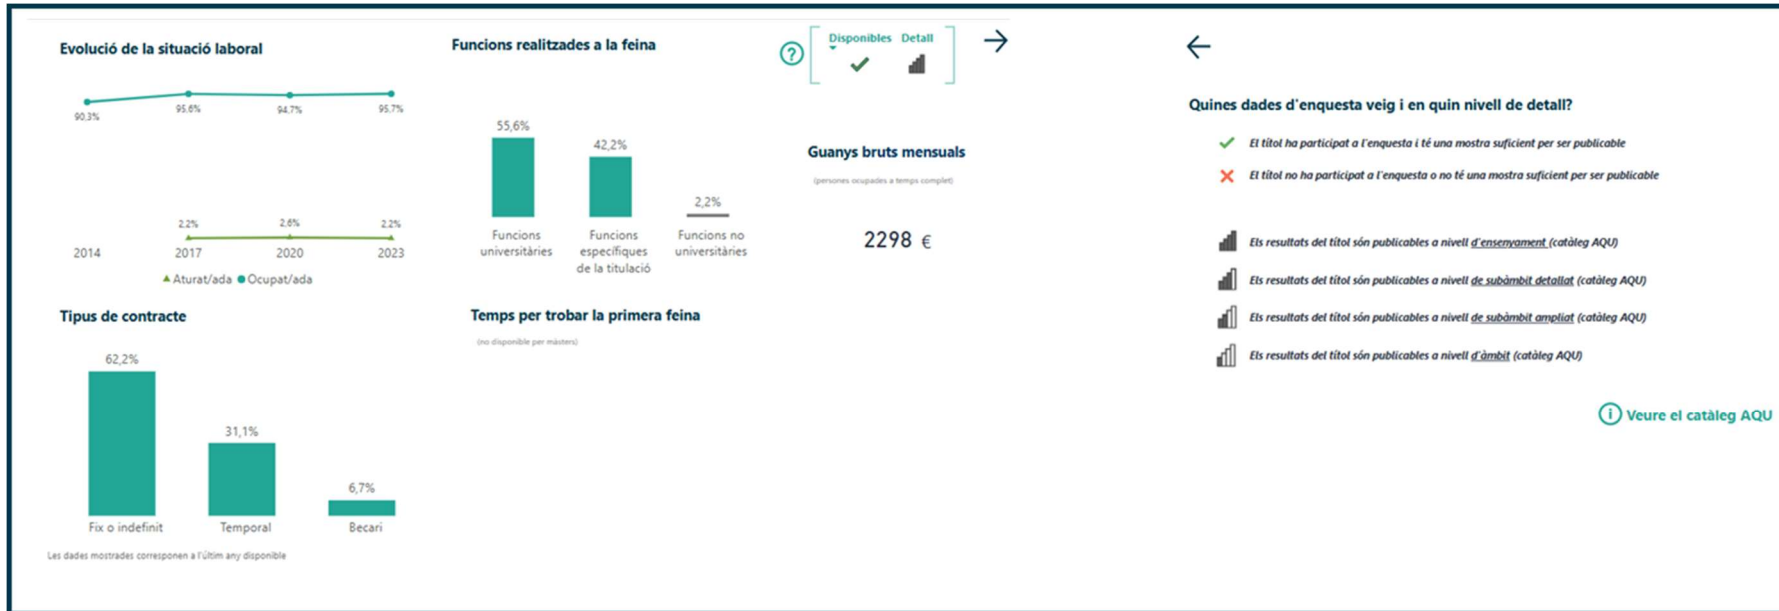 Evolució de la situació laboral
90,3%
95,6%
94,7%
95,7%
2,2%
2,6%
2,2%
2014
2017
2020
2023
Aturat/ada Ocupat/ada
Funcions realitzades a la feina
55,6%
42,2%
2,2%
Funcions
universitàries
Funcions
específiques
de la titulació
Funcions no
universitàries
?
Disponibles Detall
Guanys bruts mensuals
(persones ocupades a temps complet)
2298 €
Tipus de contracte
62,2%
31,1%
6,7%
Fix o indefinit
Temporal
Becari
Les dades mostrades corresponen a l'últim any disponible
Temps per trobar la primera feina
(no disponible per màsters)
Quines dades d'enquesta veig i en quin nivell de detall?
El títol ha participat a l'enquesta i té una mostra suficient per ser publicable
El títol no ha participat a l'enquesta o no té una mostra suficient per ser publicable
Els resultats del títol són publicables a nivell d'ensenyament (catàleg AQU)
Els resultats del títol són publicables a nivell de subàmbit detallat (catàleg AQU)
Els resultats del títol són publicables a nivell de subàmbit ampliat (catàleg AQU)
Els resultats del títol són publicables a nivell d'àmbit (catàleg AQU)
i Veure el catàleg AQU